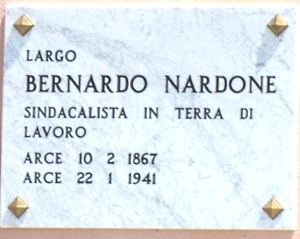 LARGO
BERNARDO NARDONE
SINDACALISTA IN TERRA DI
LAVORO
ARCE 10 2 1867
ARCE 22 1 1941